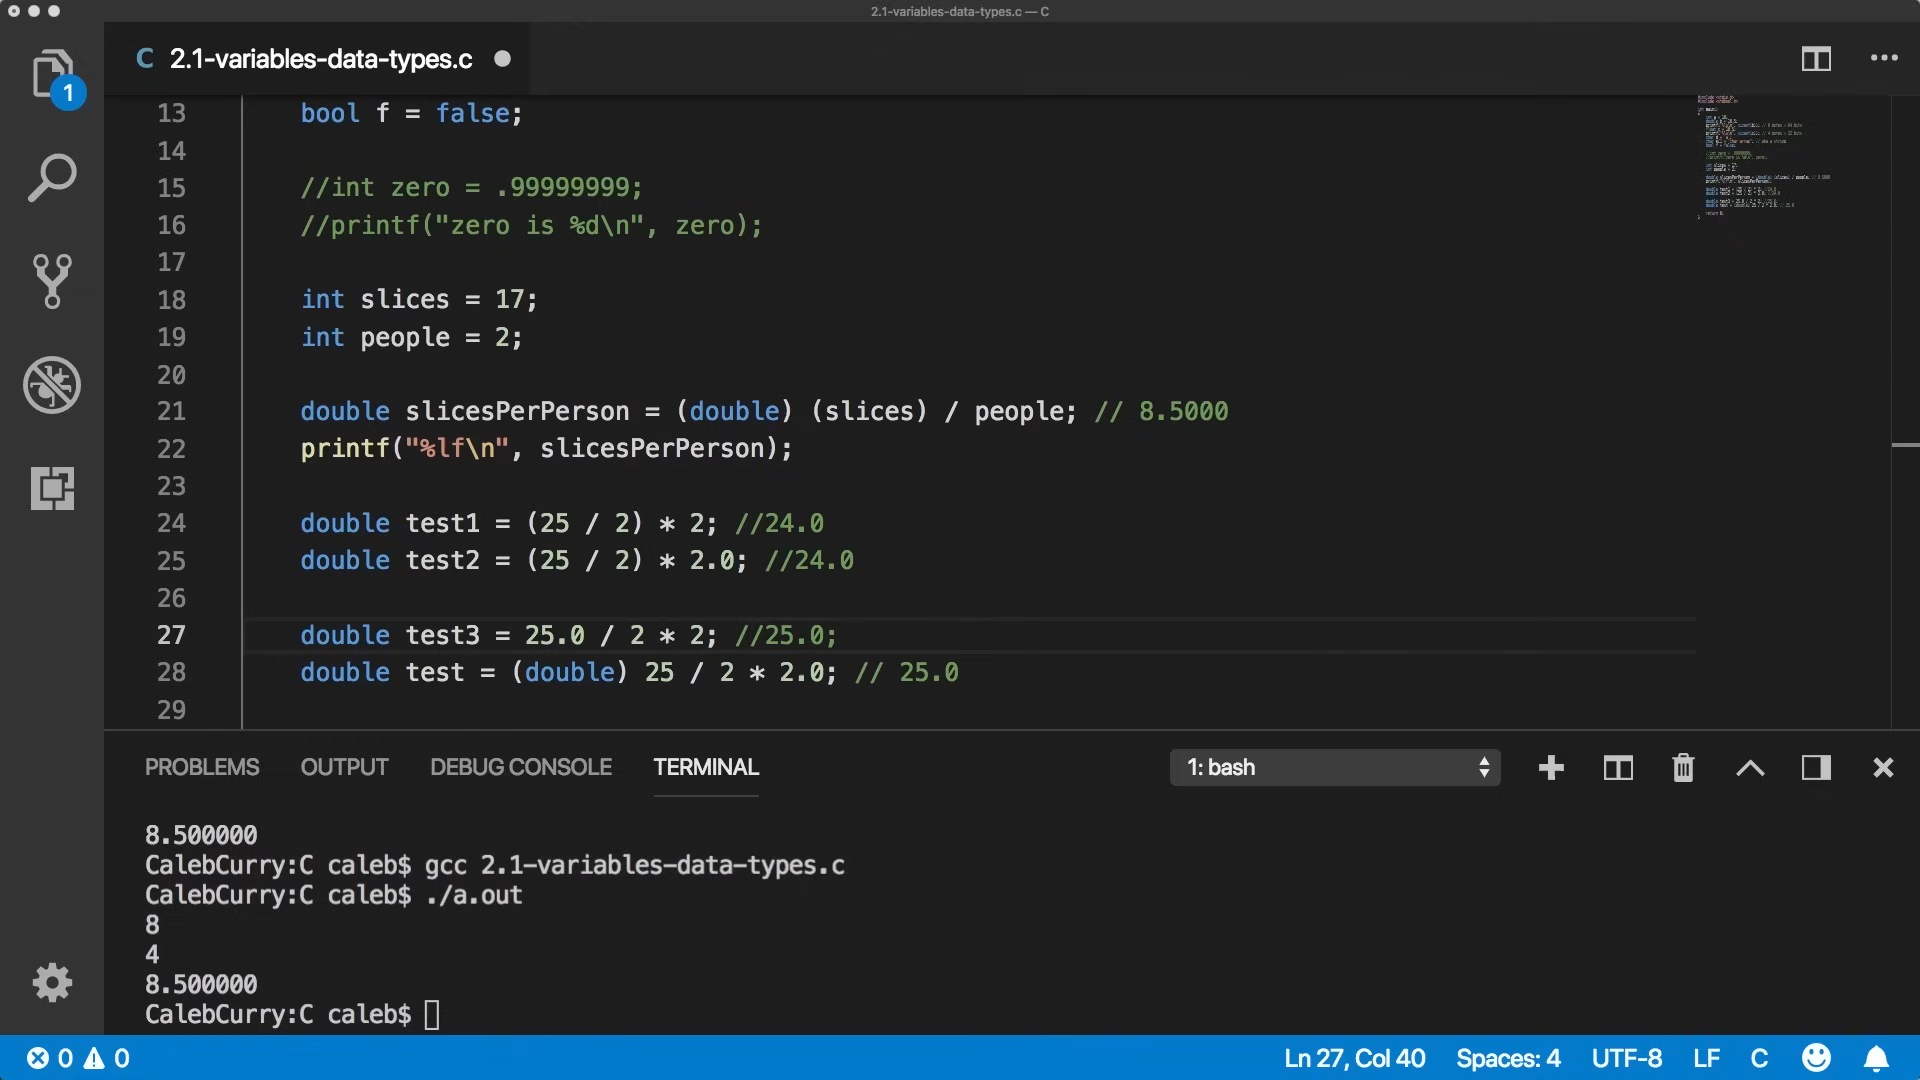 2.1-variables-data-types.c — C
C 2.1-variables-data-types.c
1
13 bool f = false;
14
15 //int zero = .99999999;
16 //printf("zero is %d\n", zero);
17
18 int slices = 17;
19 int people = 2;
20
21 double slicesPerPerson = (double) (slices) / people; // 8.5000
22 printf("%lf\n", slicesPerPerson);
23
24 double test1 = (25 / 2) * 2; //24.0
25 double test2 = (25 / 2) * 2.0; //24.0
26
27 double test3 = 25.0 / 2 * 2; //25.0;
28 double test = (double) 25 / 2 * 2.0; // 25.0
29
PROBLEMS OUTPUT DEBUG CONSOLE TERMINAL 1: bash
8.500000
CalebCurry:C caleb$ gcc 2.1-variables-data-types.c
CalebCurry:C caleb$ ./a.out
8
4
8.500000
CalebCurry:C caleb$
0 0 Ln 27, Col 40 Spaces: 4 UTF-8 LF C